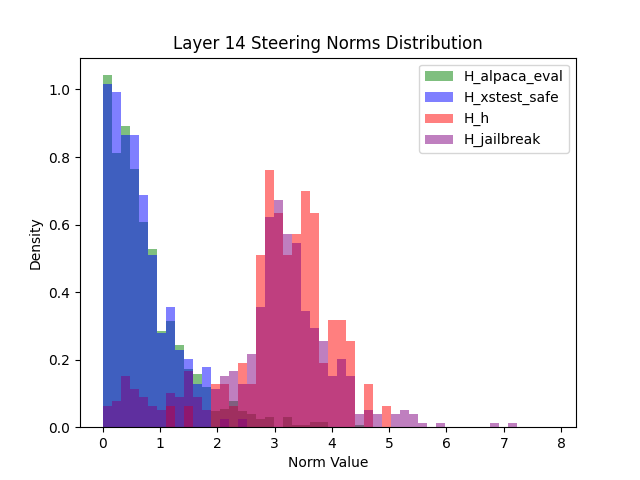 Layer 14 Steering Norms Distribution
H_alpaca_eval
H_xstest_safe
H_h
H_jailbreak
Density
1.0
0.8
0.6
0.4
0.2
0.0
0 1 2 3 4 5 6 7 8
Norm Value